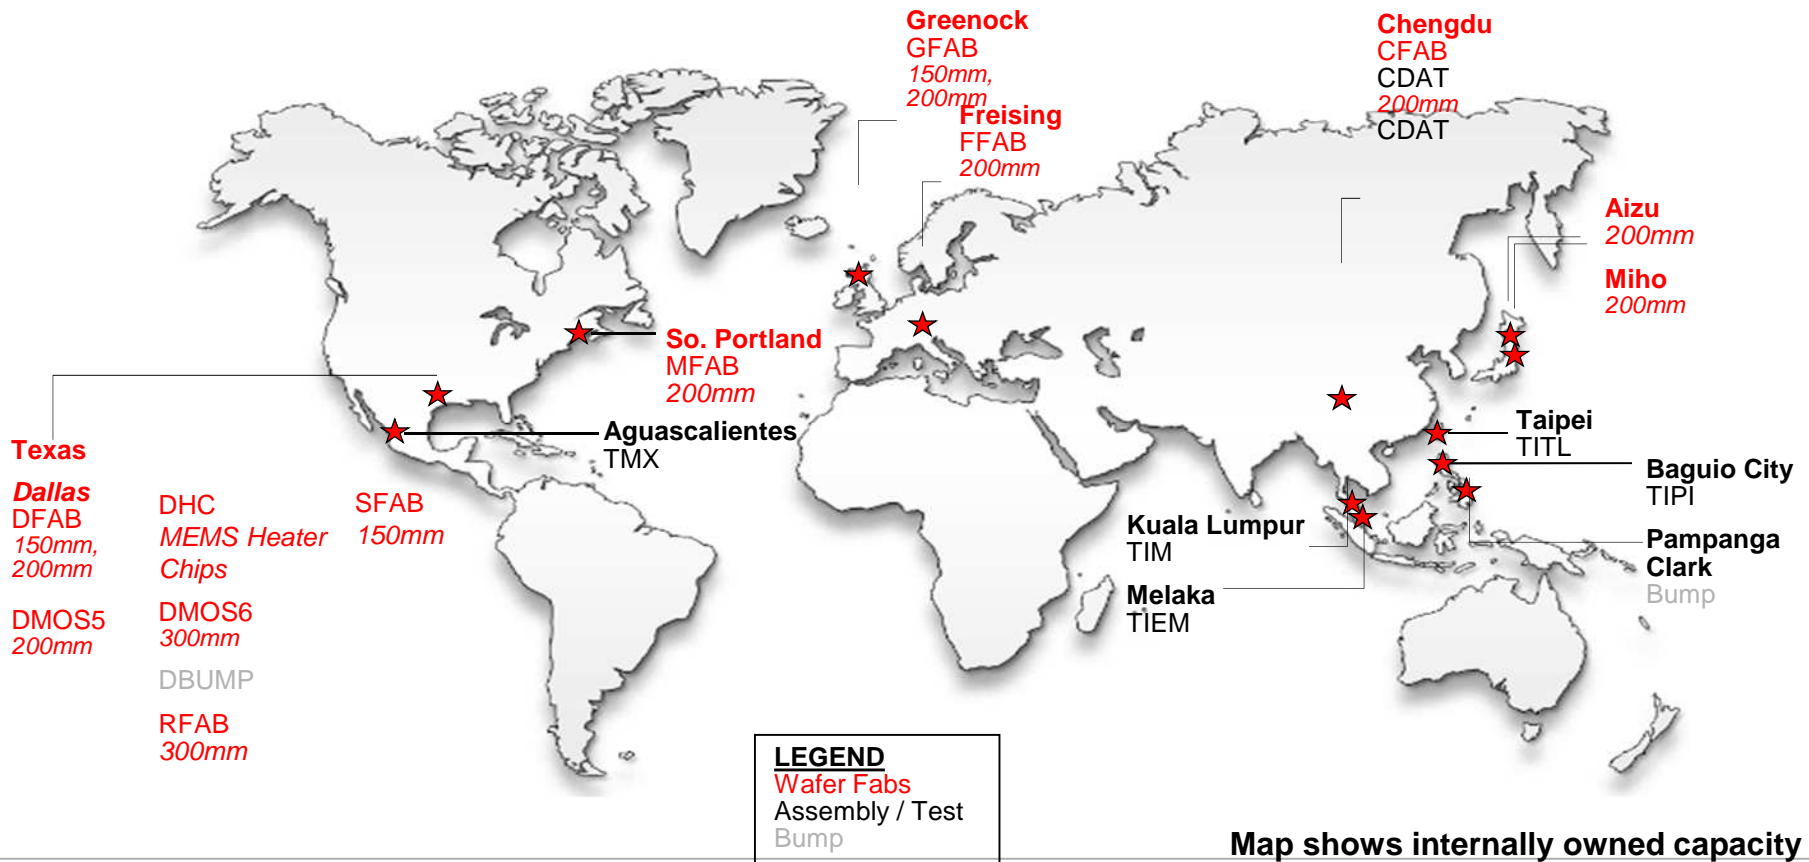 Greenock
GFAB
150mm,
200mm
Freising
FFAB
200mm
Chengdu
CFAB
CDAT
200mm
CDAT
Aizu
200mm
Miho
200mm
So. Portland
MFAB
200mm
Aguascalientes
TMX
Texas
Dallas
DFAB
150mm,
200mm
DMOS5
200mm
DHC
MEMS Heater
Chips
DMOS6
300mm
DBUMP
RFAB
300mm
SFAB
150mm
Taipei
TITL
Baguio City
TIPI
Kuala Lumpur
TIM
Melaka
TIEM
Pampanga
Clark
Bump
LEGEND
Wafer Fabs
Assembly / Test
Bump
Map shows internally owned capacity